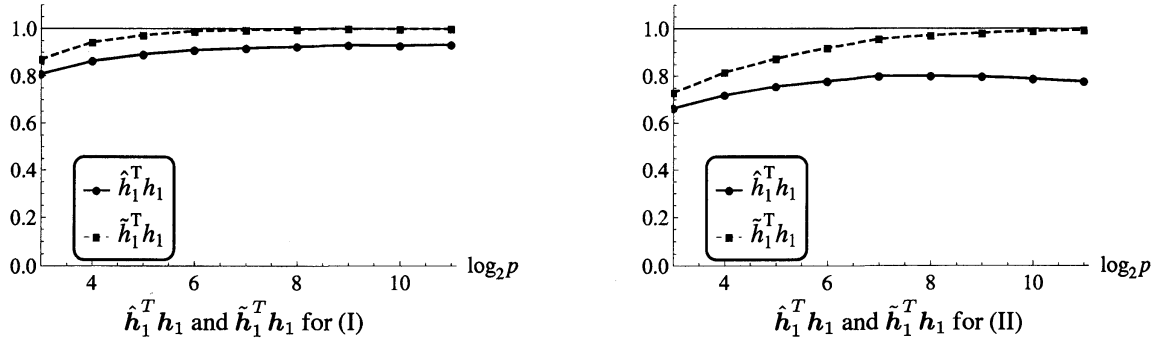 1.0
0.8
0.6
0.4
0.2
0.0
ĥ₁ᵀh₁
h̃₁ᵀh₁
4 6 8 10
log₂p
ĥ₁ᵀh₁ and h̃₁ᵀh₁ for (I)
1.0
0.8
0.6
0.4
0.2
0.0
ĥ₁ᵀh₁
h̃₁ᵀh₁
4 6 8 10
log₂p
ĥ₁ᵀh₁ and h̃₁ᵀh₁ for (II)